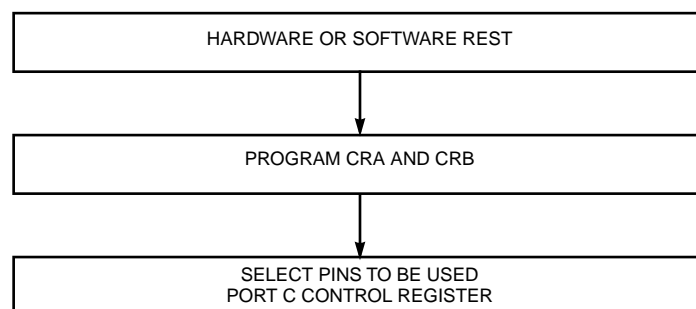 HARDWARE OR SOFTWARE REST
PROGRAM CRA AND CRB
SELECT PINS TO BE USED
PORT C CONTROL REGISTER